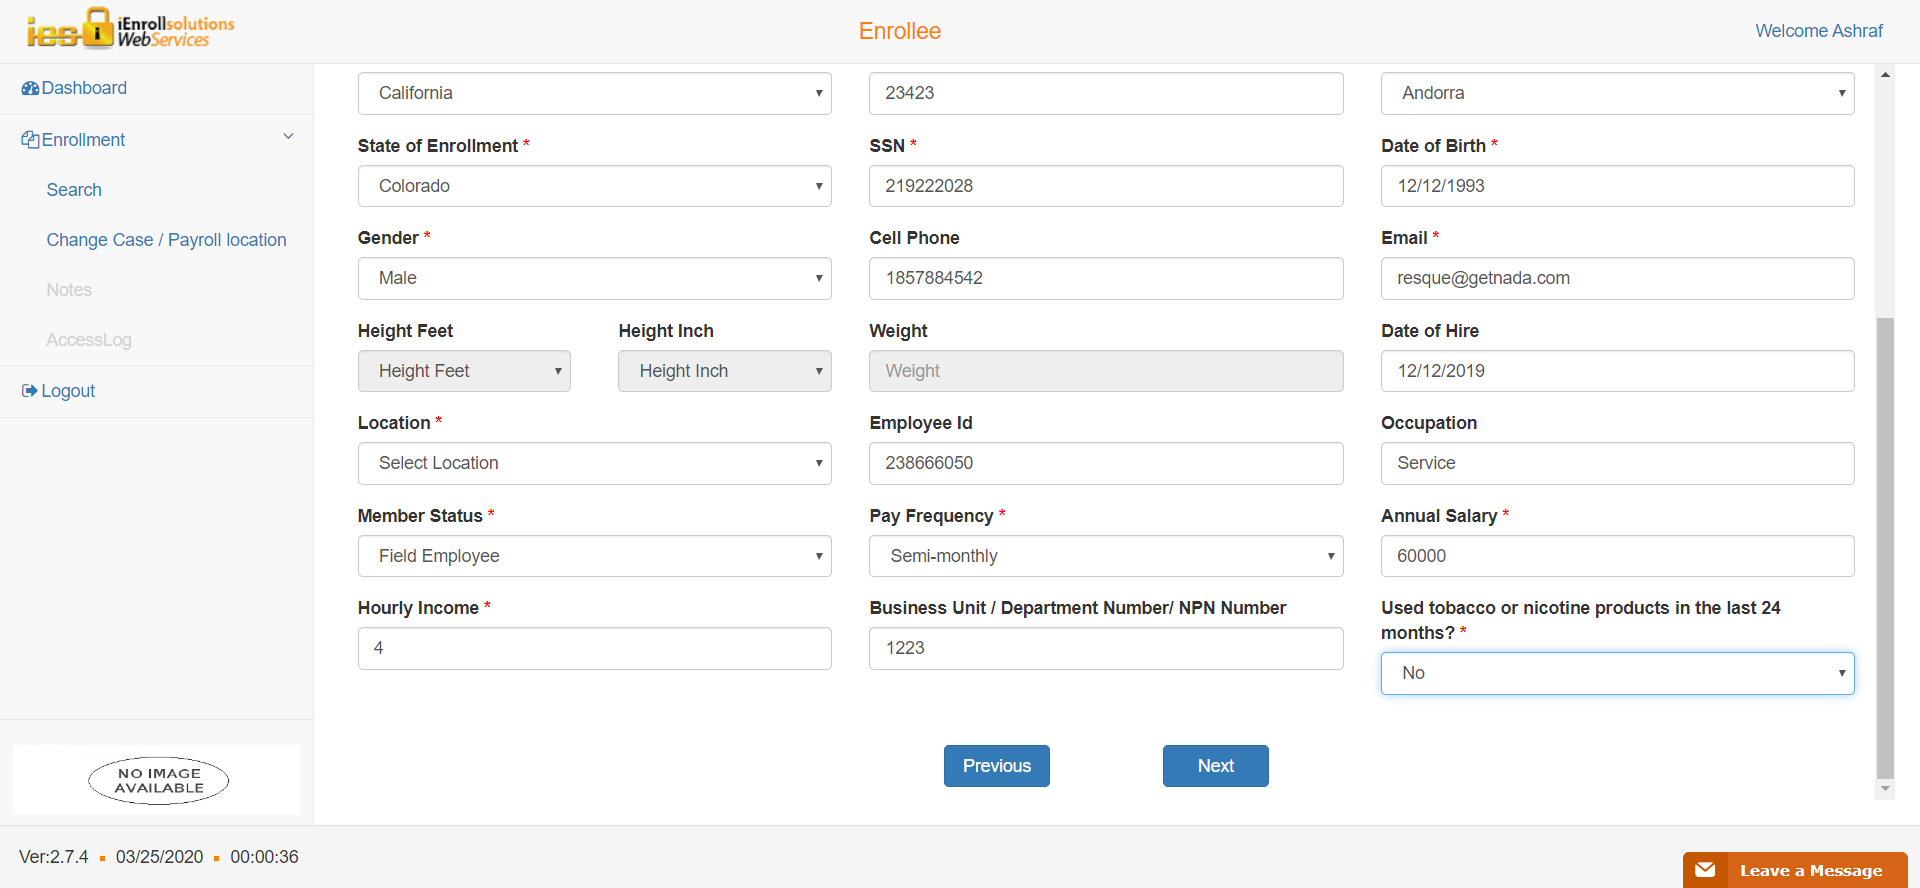 ies iEnrollsolutions
WebServices
Enrollee
Welcome Ashraf
Dashboard
Enrollment
Search
Change Case / Payroll location
Notes
AccessLog
Logout
NO IMAGE
AVAILABLE
California
23423
Andorra
State of Enrollment *
SSN *
Date of Birth *
Colorado
219222028
12/12/1993
Gender *
Cell Phone
Email *
Male
1857884542
resque@getnada.com
Height Feet
Height Inch
Weight
Date of Hire
Height Feet
Height Inch
Weight
12/12/2019
Location *
Employee Id
Occupation
Select Location
238666050
Service
Member Status *
Pay Frequency *
Annual Salary *
Field Employee
Semi-monthly
60000
Hourly Income *
Business Unit / Department Number/ NPN Number
Used tobacco or nicotine products in the last 24
months? *
4
1223
No
Previous
Next
Ver:2.7.4 ▪ 03/25/2020 ▪ 00:00:36
Leave a Message